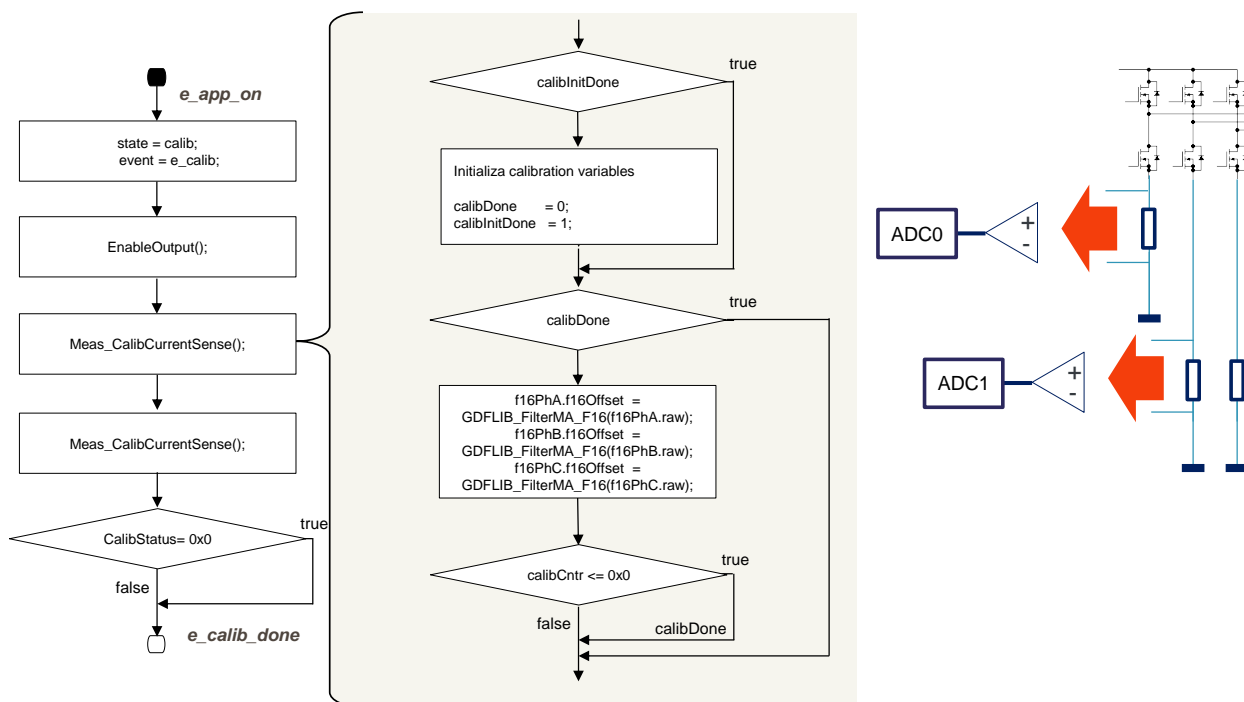 e_app_on
state = calib;
event = e_calib;
EnableOutput();
Meas_CalibCurrentSense();
Meas_CalibCurrentSense();
CalibStatus= 0x0
true
false
e_calib_done
calibInitDone
true
Initializa calibration variables
calibDone = 0;
calibInitDone = 1;
calibDone
true
f16PhA.f16Offset =
GDFLIB_FilterMA_F16(f16PhA.raw);
f16PhB.f16Offset =
GDFLIB_FilterMA_F16(f16PhB.raw);
f16PhC.f16Offset =
GDFLIB_FilterMA_F16(f16PhC.raw);
calibCntr <= 0x0
true
false
calibDone
ADC0
+
-
ADC1
+
-